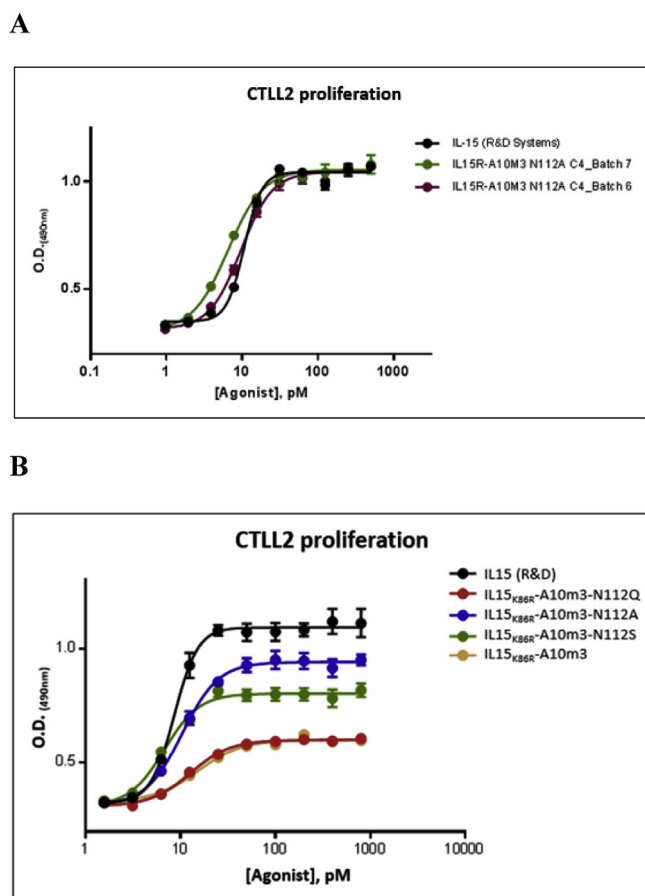 A
CTLL2 proliferation
IL-15 (R&D Systems)
IL15R-A10M3 N112A C4_Batch 7
IL15R-A10M3 N112A C4_Batch 6
O.D.(490nm)
1.0
0.5
0.1 1 10 100 1000
[Agonist], pM
B
CTLL2 proliferation
IL15 (R&D)
IL15K86R-A10m3-N112Q
IL15K86R-A10m3-N112A
IL15K86R-A10m3-N112S
IL15K86R-A10m3
O.D. (490nm)
1.0
0.5
1 10 100 1000 10000
[Agonist], pM